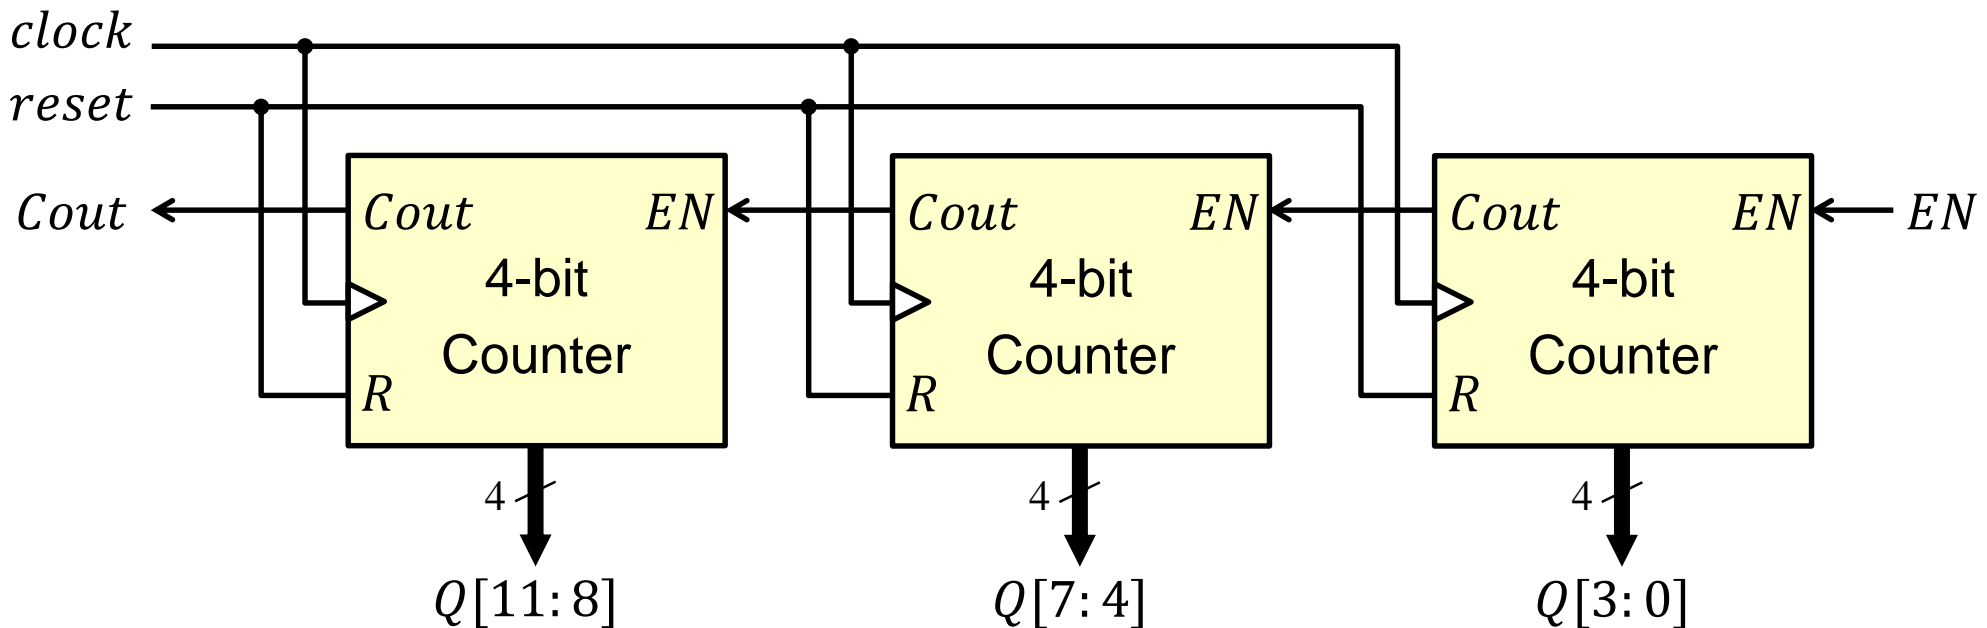 clock
reset
Cout
Cout EN
4-bit
Counter
R
Cout EN
4-bit
Counter
R
Cout EN
4-bit
Counter
R
EN
4
4
4
Q[11: 8]
Q[7: 4]
Q[3: 0]